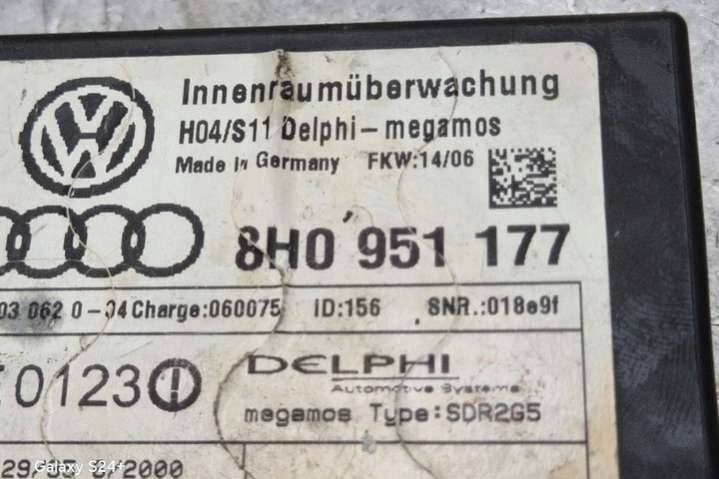 Innenraumüberwachung
H04/S11 Delphi-megamos
Made in Germany FKW:14/06
8H0 951 177
03 062 0-04 Charge:060075 ID:156 SNR.:018e9f
0123
DELPHI
Automotive Systems
megamos Type:SDR2G5
/2000
Galaxy S24+